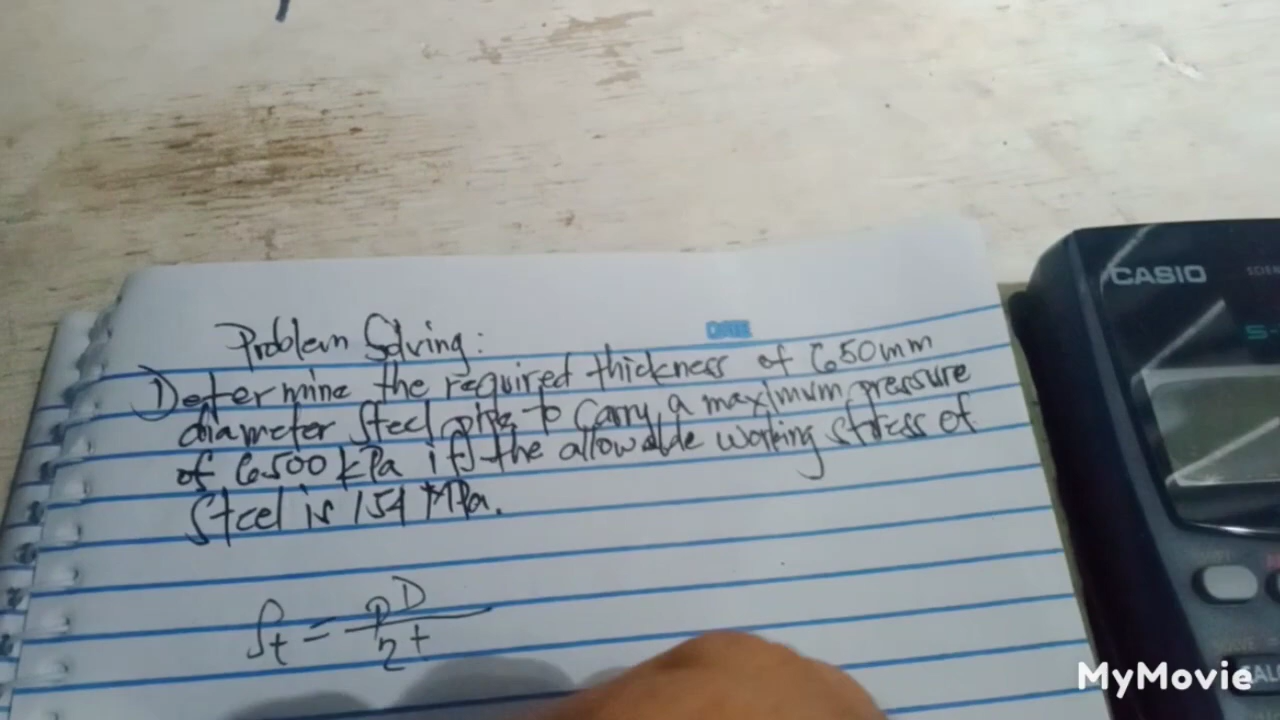 Problem Solving:
DATE
1) Determine the required thickness of 650mm
diameter steel pipe to carry a maximum pressure
of 6500 kPa if the allowable working stress of
steel is 154 MPa.
St = pD
2t
CASIO
S-
MyMovie